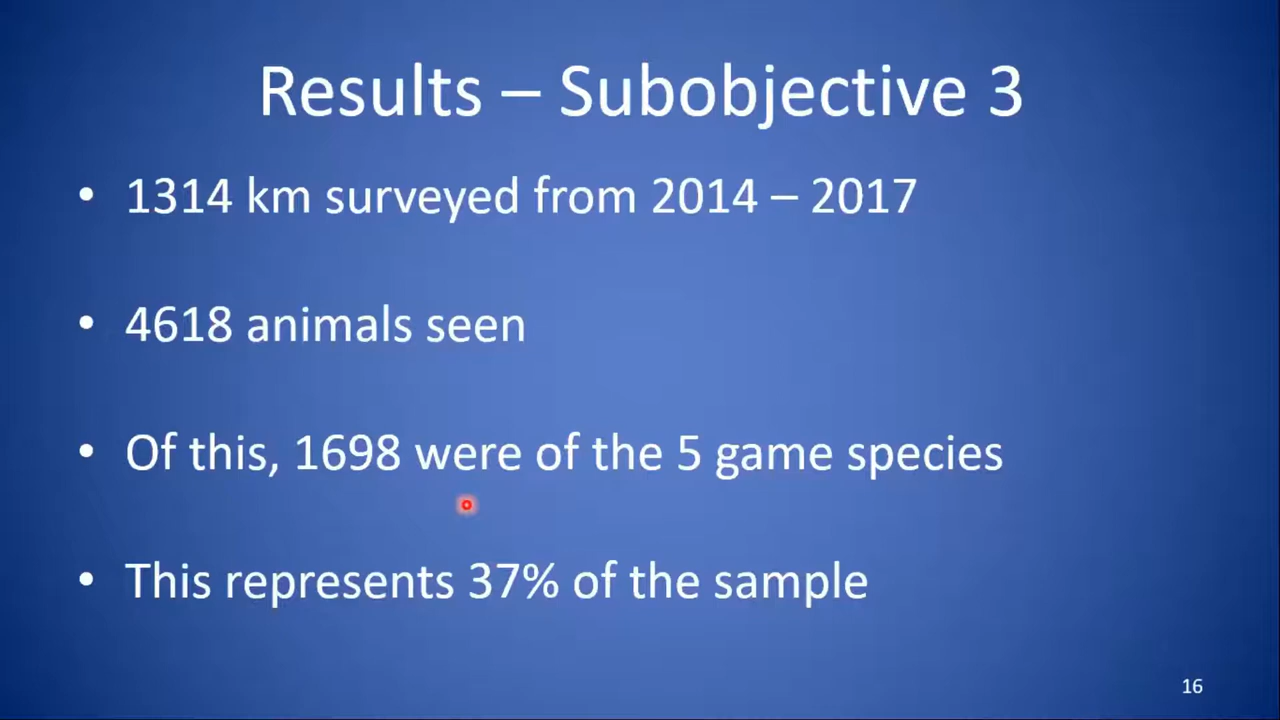 Results – Subobjective 3
• 1314 km surveyed from 2014 – 2017
• 4618 animals seen
• Of this, 1698 were of the 5 game species
• This represents 37% of the sample
16